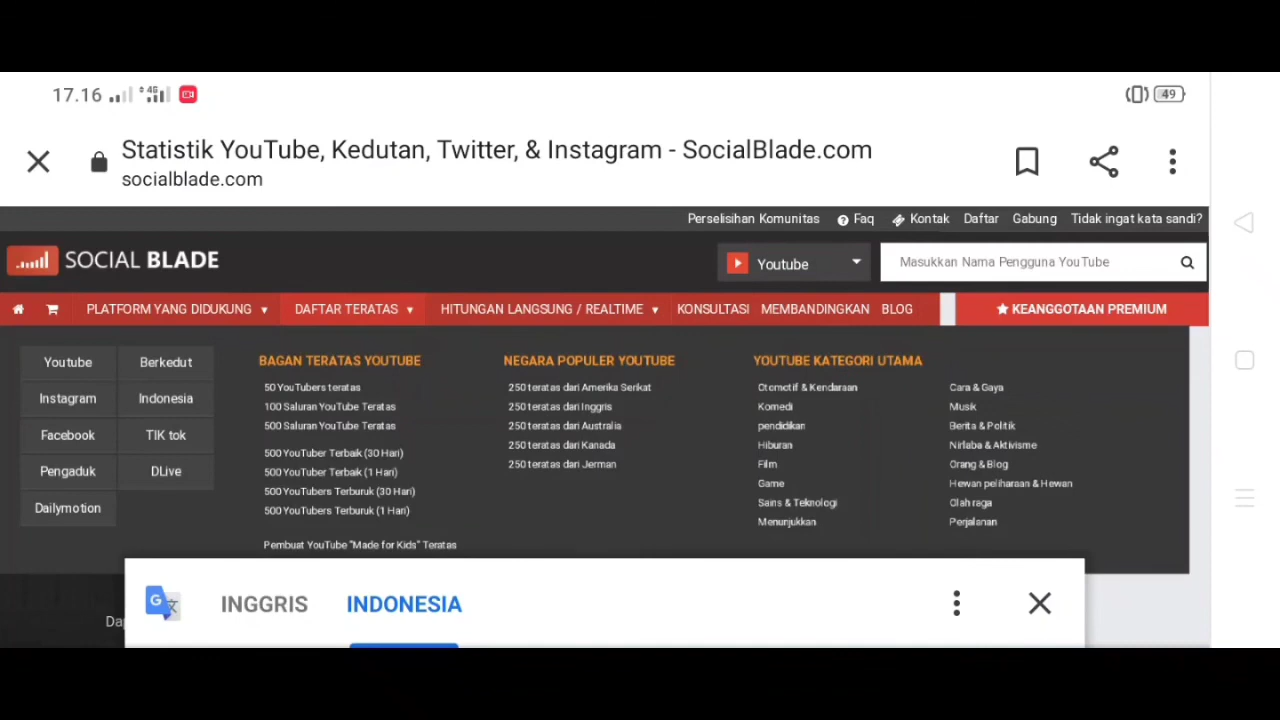 17.16 4G 49
Statistik YouTube, Kedutan, Twitter, & Instagram - SocialBlade.com
socialblade.com
Perselisihan Komunitas Faq Kontak Daftar Gabung Tidak ingat kata sandi?
SOCIAL BLADE Youtube Masukkan Nama Pengguna YouTube
PLATFORM YANG DIDUKUNG DAFTAR TERATAS HITUNGAN LANGSUNG / REALTIME KONSULTASI MEMBANDINGKAN BLOG KEANGGOTAAN PREMIUM
Youtube Berkedut
Instagram Indonesia
Facebook TIK tok
Pengaduk DLive
Dailymotion
BAGAN TERATAS YOUTUBE
50 YouTubers teratas
100 Saluran YouTube Teratas
500 Saluran YouTube Teratas
500 YouTuber Terbaik (30 Hari)
500 YouTuber Terbaik (1 Hari)
500 YouTubers Terburuk (30 Hari)
500 YouTubers Terburuk (1 Hari)
Pembuat YouTube "Made for Kids" Teratas
NEGARA POPULER YOUTUBE
250 teratas dari Amerika Serikat
250 teratas dari Inggris
250 teratas dari Australia
250 teratas dari Kanada
250 teratas dari Jerman
YOUTUBE KATEGORI UTAMA
Otomotif & Kendaraan
Komedi
pendidikan
Hiburan
Film
Game
Sains & Teknologi
Menunjukkan
Cara & Gaya
Musik
Berita & Politik
Nirlaba & Aktivisme
Orang & Blog
Hewan peliharaan & Hewan
Olahraga
Perjalanan
INGGRIS INDONESIA